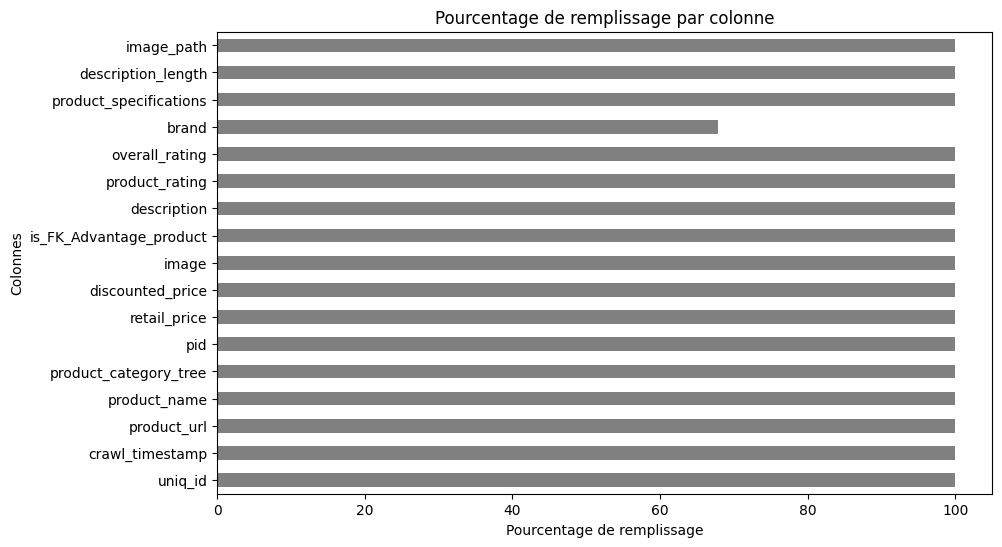 Pourcentage de remplissage par colonne
image_path
description_length
product_specifications
brand
overall_rating
product_rating
description
is_FK_Advantage_product
image
discounted_price
retail_price
pid
product_category_tree
product_name
product_url
crawl_timestamp
uniq_id
Colonnes
0 20 40 60 80 100
Pourcentage de remplissage